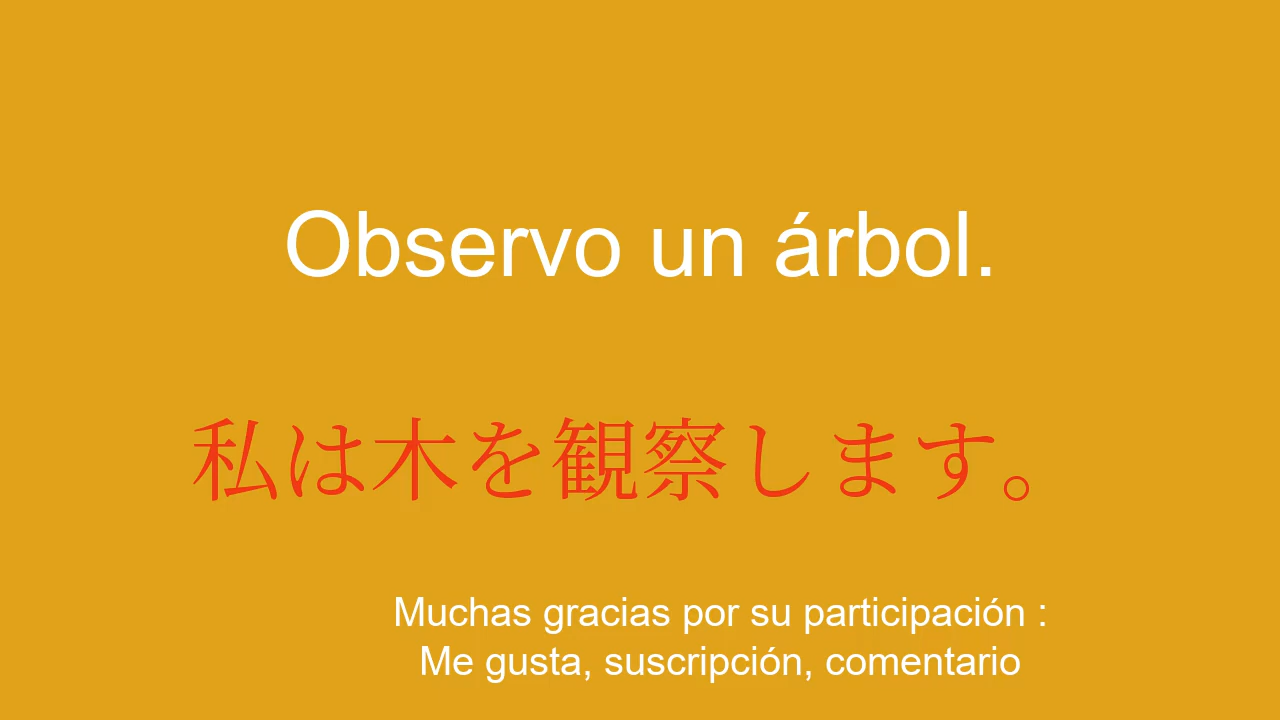 Observo un árbol.
私は木を観察します。
Muchas gracias por su participación :
Me gusta, suscripción, comentario